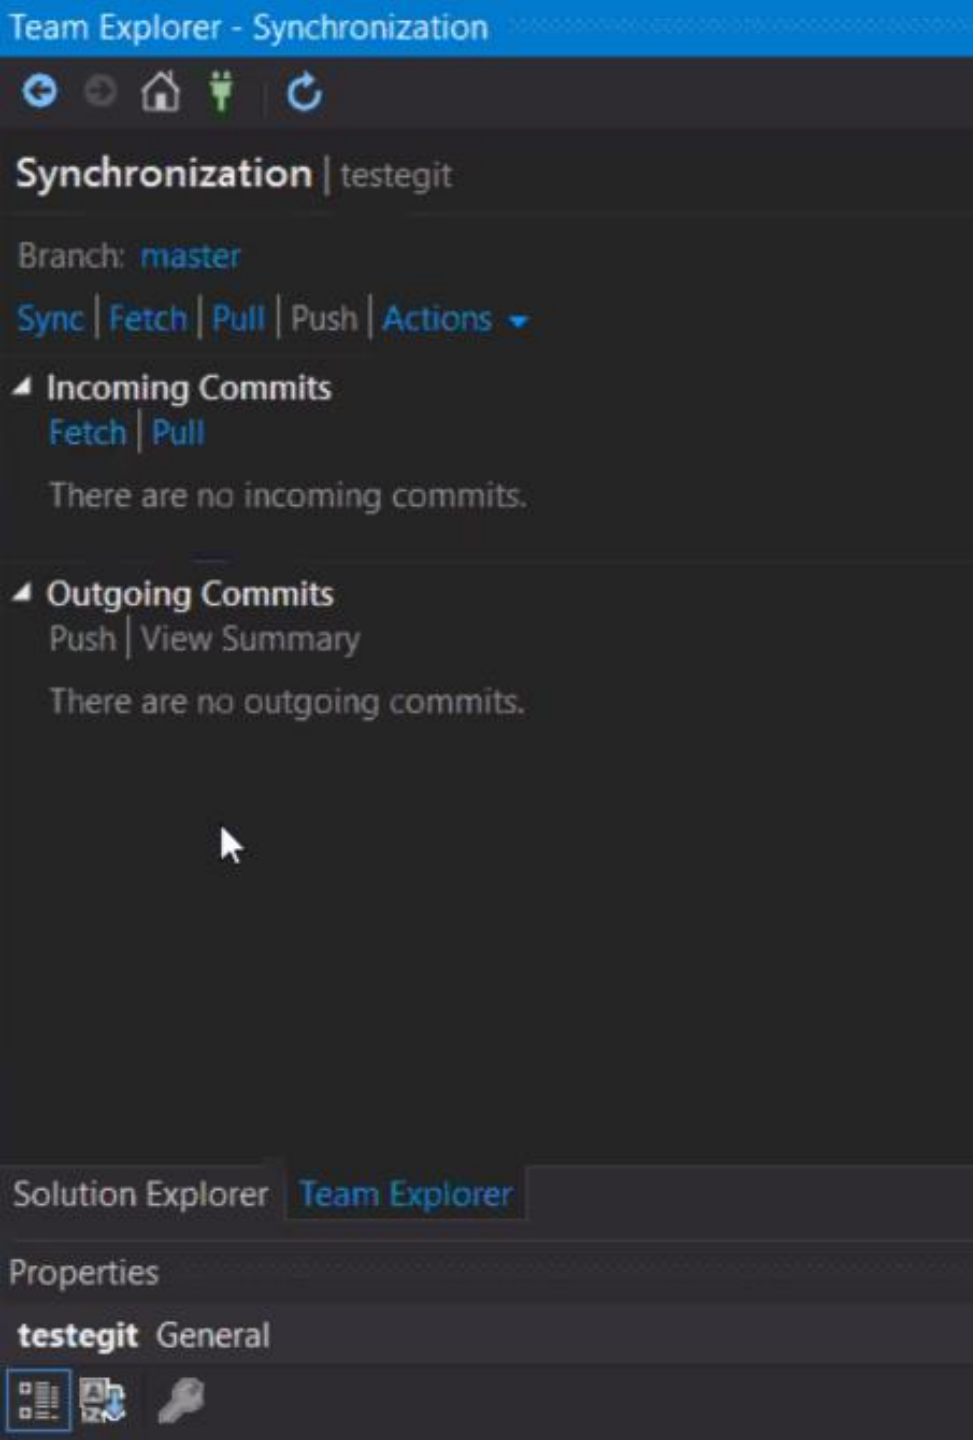 Team Explorer - Synchronization
Synchronization | testegit
Branch: master
Sync | Fetch | Pull | Push | Actions
Incoming Commits
Fetch | Pull
There are no incoming commits.
Outgoing Commits
Push | View Summary
There are no outgoing commits.
Solution Explorer Team Explorer
Properties
testegit General